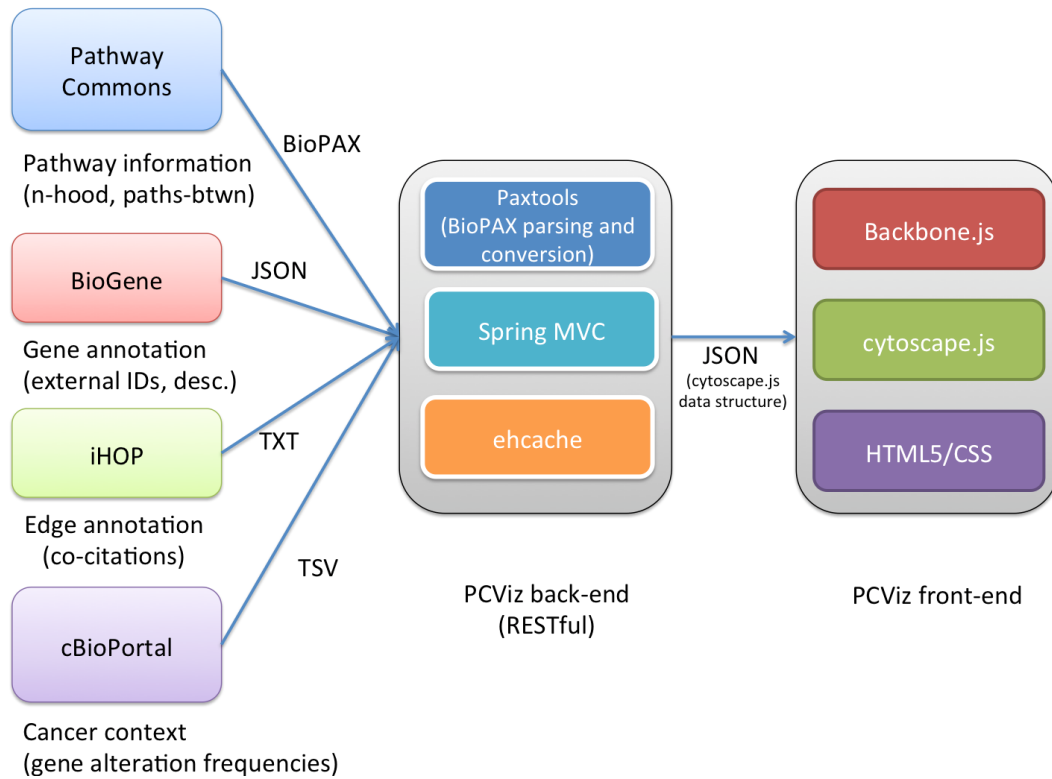 Pathway
Commons
BioPAX
Pathway information
(n-hood, paths-btwn)
BioGene
JSON
Gene annotation
(external IDs, desc.)
iHOP
TXT
Edge annotation
(co-citations)
TSV
cBioPortal
Cancer context
(gene alteration frequencies)
Paxtools
(BioPAX parsing and
conversion)
Spring MVC
ehcache
PCViz back-end
(RESTful)
JSON
(cytoscape.js
data structure)
Backbone.js
cytoscape.js
HTML5/CSS
PCViz front-end